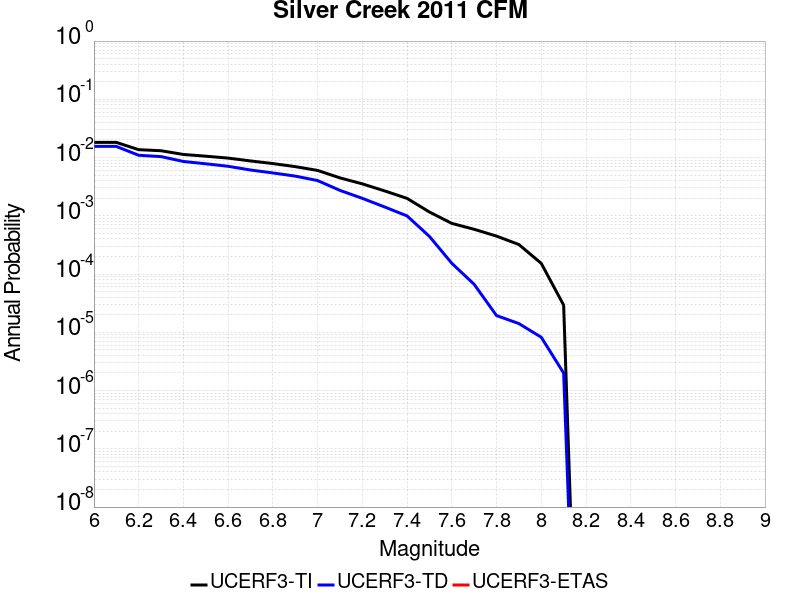 Silver Creek 2011 CFM
Annual Probability
10^0
10^-1
10^-2
10^-3
10^-4
10^-5
10^-6
10^-7
10^-8
6 6.2 6.4 6.6 6.8 7 7.2 7.4 7.6 7.8 8 8.2 8.4 8.6 8.8 9
Magnitude
UCERF3-TI UCERF3-TD UCERF3-ETAS